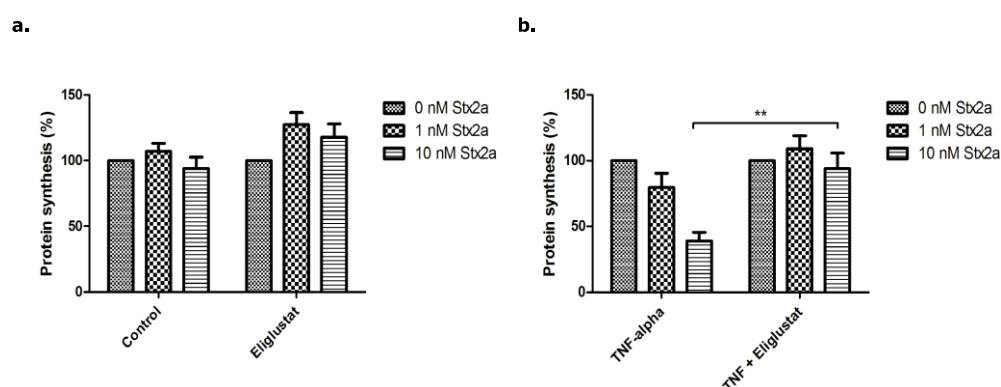 a.
Protein synthesis (%)
150
100
50
0
Control
Eliglustat
0 nM Stx2a
1 nM Stx2a
10 nM Stx2a
b.
Protein synthesis (%)
150
100
50
0
**
TNF-alpha
TNF + Eliglustat
0 nM Stx2a
1 nM Stx2a
10 nM Stx2a